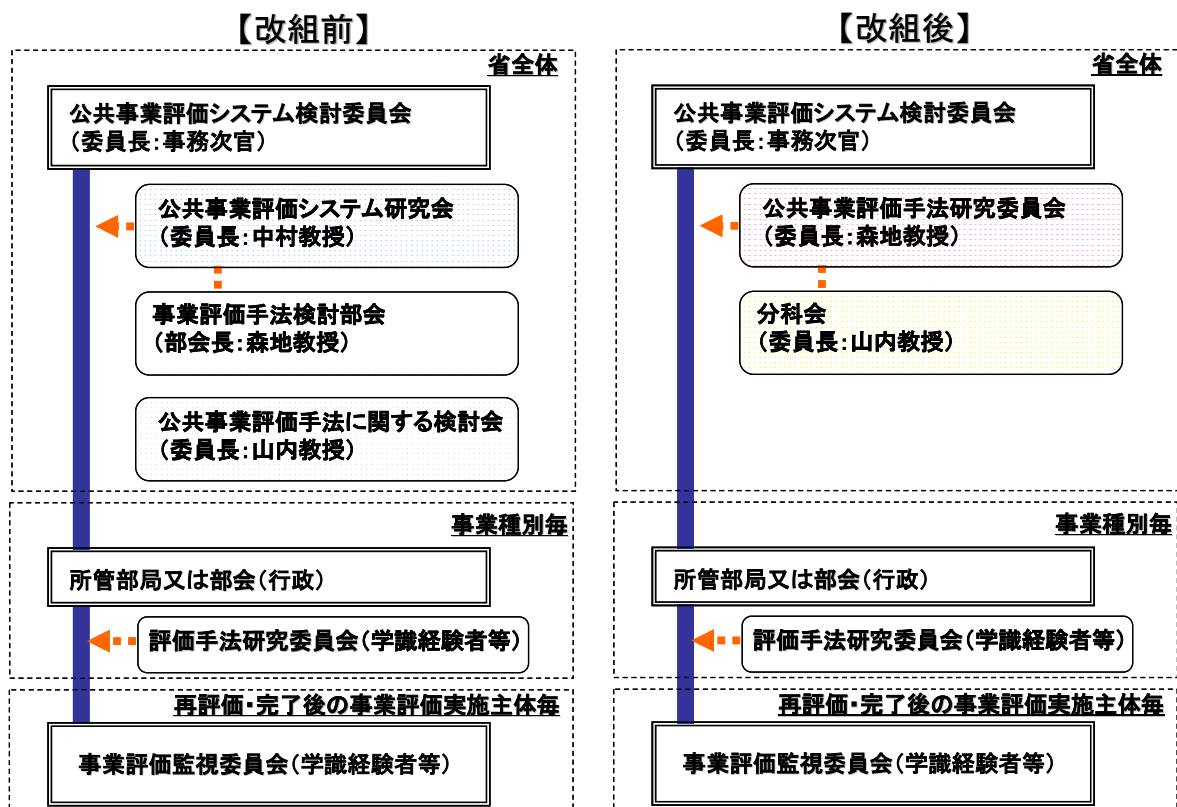 【改組前】
省全体
公共事業評価システム検討委員会
(委員長:事務次官)
公共事業評価システム研究会
(委員長:中村教授)
事業評価手法検討部会
(部会長:森地教授)
公共事業評価手法に関する検討会
(委員長:山内教授)
事業種別毎
所管部局又は部会(行政)
評価手法研究委員会(学識経験者等)
再評価・完了後の事業評価実施主体毎
事業評価監視委員会(学識経験者等)
【改組後】
省全体
公共事業評価システム検討委員会
(委員長:事務次官)
公共事業評価手法研究委員会
(委員長:森地教授)
分科会
(委員長:山内教授)
事業種別毎
所管部局又は部会(行政)
評価手法研究委員会(学識経験者等)
再評価・完了後の事業評価実施主体毎
事業評価監視委員会(学識経験者等)